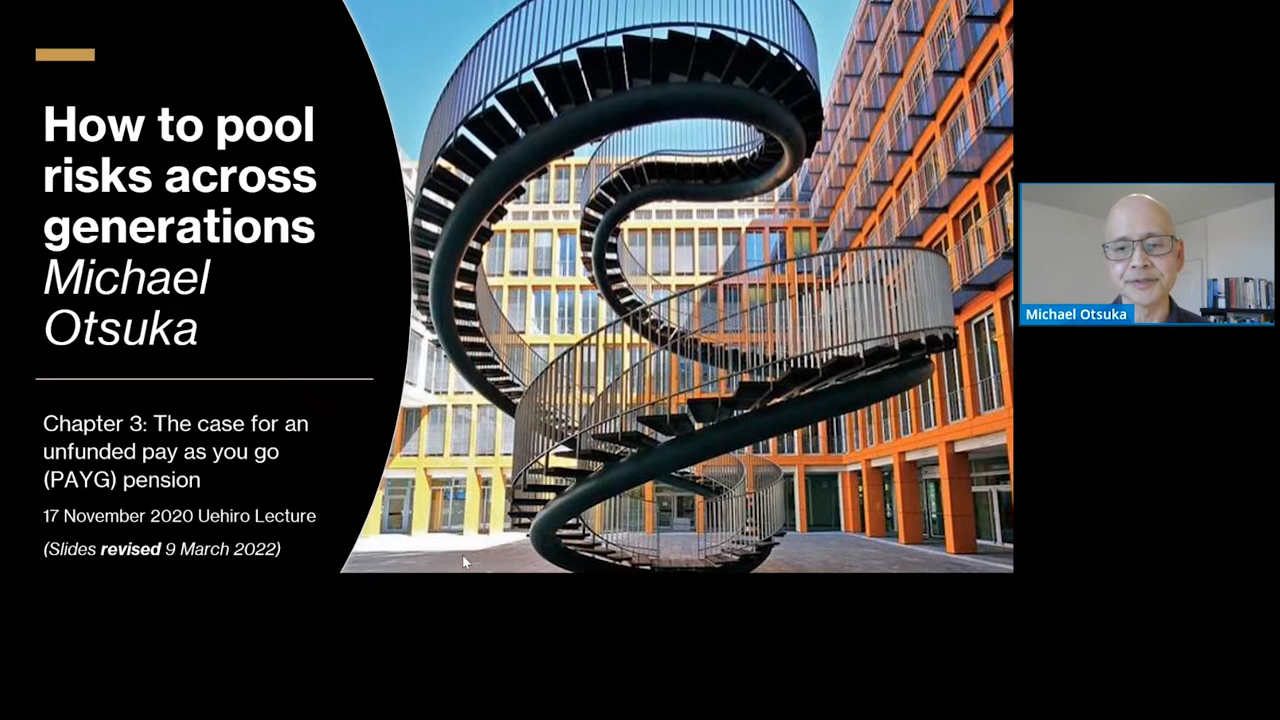 How to pool
risks across
generations
Michael
Otsuka
Chapter 3: The case for an
unfunded pay as you go
(PAYG) pension
17 November 2020 Uehiro Lecture
(Slides revised 9 March 2022)
Michael Otsuka